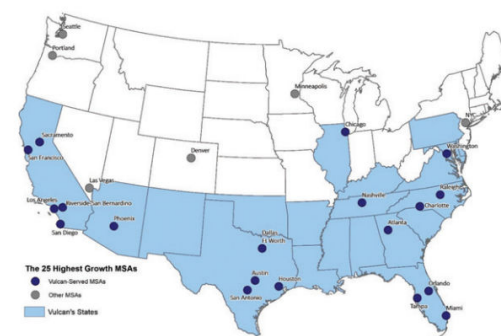 Seattle
Portland
Minneapolis
NYC
Chicago
Washington
Sacramento
San Francisco
Denver
Las Vegas
Nashville
Raleigh
Los Angeles
Riverside-San Bernardino
Charlotte
Phoenix
Atlanta
San Diego
Dallas
Ft Worth
The 25 Highest Growth MSAs
Austin
Houston
Orlando
Vulcan-Served MSAs
San Antonio
Other MSAs
Tampa
Miami
Vulcan's States